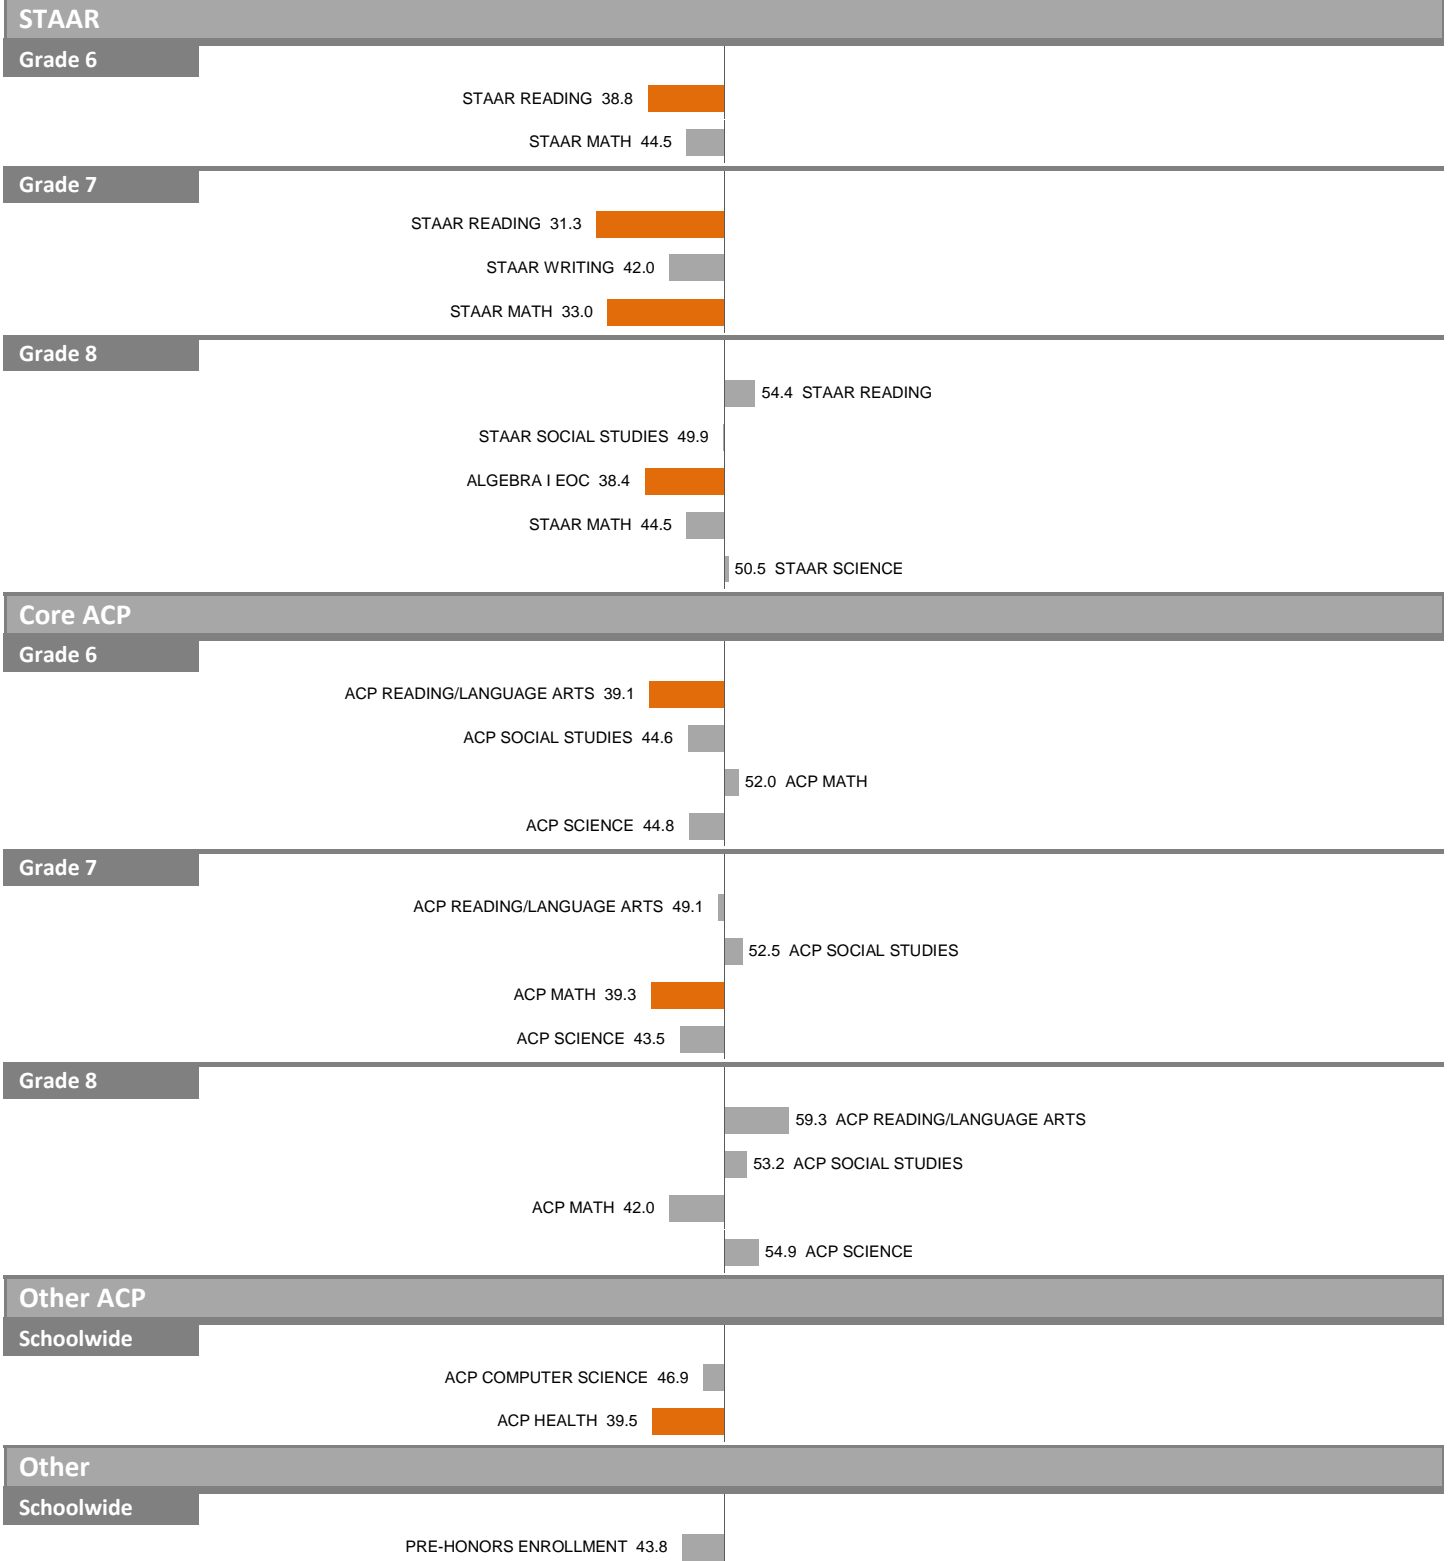 STAAR
Grade 6
STAAR READING 38.8
STAAR MATH 44.5
Grade 7
STAAR READING 31.3
STAAR WRITING 42.0
STAAR MATH 33.0
Grade 8
54.4 STAAR READING
STAAR SOCIAL STUDIES 49.9
ALGEBRA I EOC 38.4
STAAR MATH 44.5
50.5 STAAR SCIENCE
Core ACP
Grade 6
ACP READING/LANGUAGE ARTS 39.1
ACP SOCIAL STUDIES 44.6
52.0 ACP MATH
ACP SCIENCE 44.8
Grade 7
ACP READING/LANGUAGE ARTS 49.1
52.5 ACP SOCIAL STUDIES
ACP MATH 39.3
ACP SCIENCE 43.5
Grade 8
59.3 ACP READING/LANGUAGE ARTS
53.2 ACP SOCIAL STUDIES
ACP MATH 42.0
54.9 ACP SCIENCE
Other ACP
Schoolwide
ACP COMPUTER SCIENCE 46.9
ACP HEALTH 39.5
Other
Schoolwide
PRE-HONORS ENROLLMENT 43.8